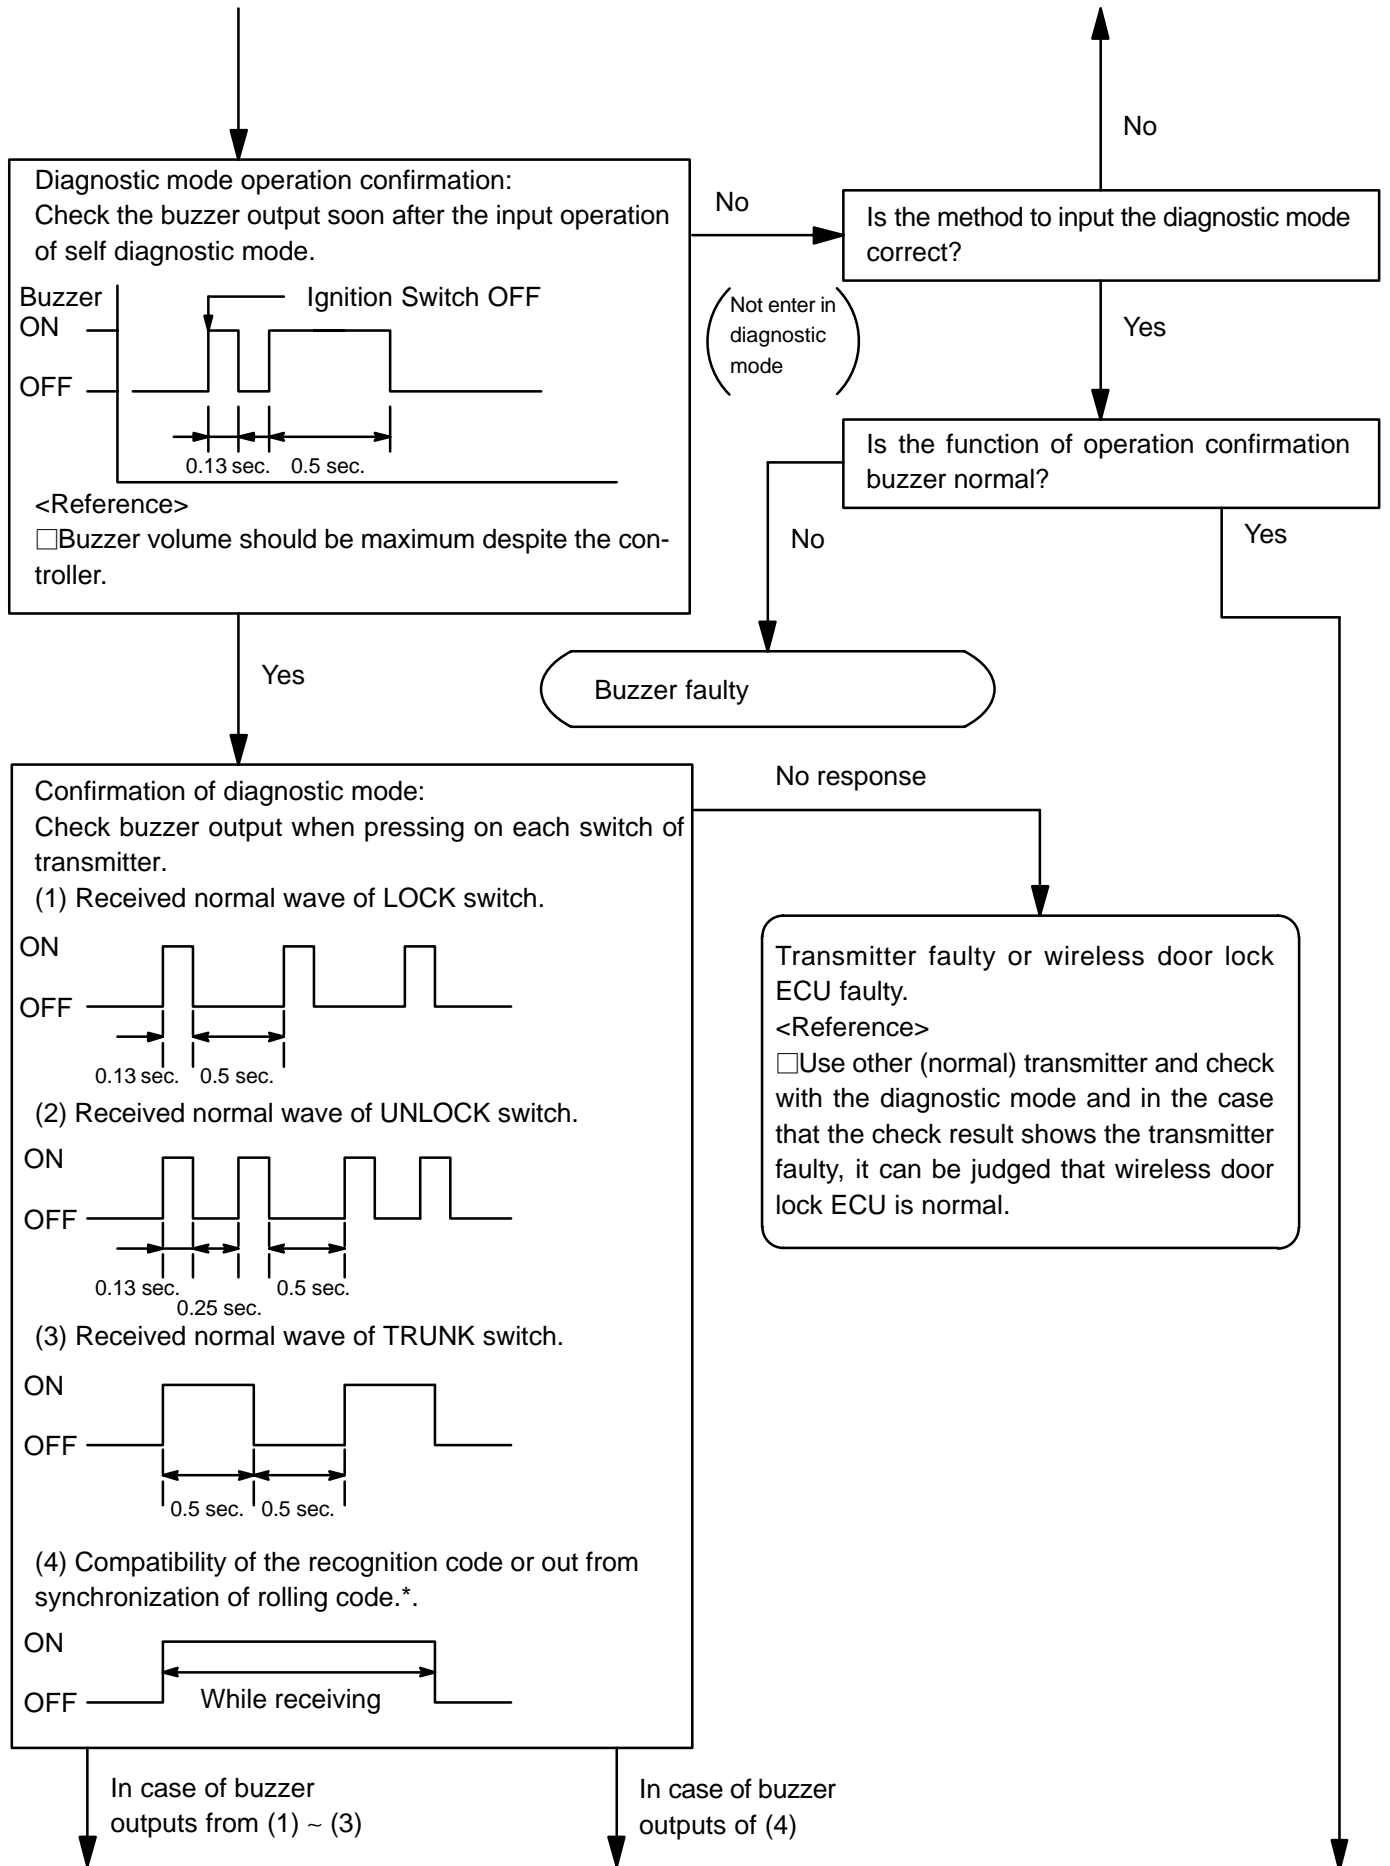 No
Diagnostic mode operation confirmation:
Check the buzzer output soon after the input operation
of self diagnostic mode.
Buzzer
ON
OFF
Ignition Switch OFF
0.13 sec.
0.5 sec.
<Reference>
□Buzzer volume should be maximum despite the con-
troller.
No
(Not enter in
diagnostic
mode)
Is the method to input the diagnostic mode
correct?
Yes
Is the function of operation confirmation
buzzer normal?
No
Yes
Buzzer faulty
Yes
Confirmation of diagnostic mode:
Check buzzer output when pressing on each switch of
transmitter.
(1) Received normal wave of LOCK switch.
ON
OFF
0.13 sec.
0.5 sec.
(2) Received normal wave of UNLOCK switch.
ON
OFF
0.13 sec.
0.25 sec.
0.5 sec.
(3) Received normal wave of TRUNK switch.
ON
OFF
0.5 sec.
0.5 sec.
(4) Compatibility of the recognition code or out from
synchronization of rolling code.*.
ON
OFF
While receiving
No response
Transmitter faulty or wireless door lock
ECU faulty.
<Reference>
□Use other (normal) transmitter and check
with the diagnostic mode and in the case
that the check result shows the transmitter
faulty, it can be judged that wireless door
lock ECU is normal.
In case of buzzer
outputs from (1) ~ (3)
In case of buzzer
outputs of (4)